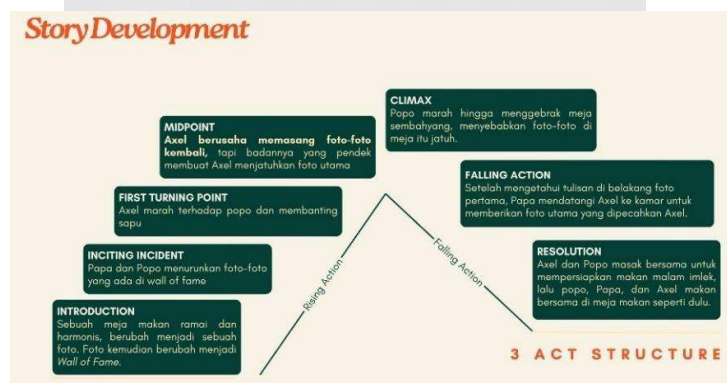 Story Development
CLIMAX
Popo marah hingga menggebrak meja
sembahyang, menyebabkan foto-foto di
meja itu jatuh.
MIDPOINT
Axel berusaha memasang foto-foto
kembali, tapi badannya yang pendek
membuat Axel menjatuhkan foto utama
FALLING ACTION
Setelah mengetahui tulisan di belakang foto
pertama, Papa mendatangi Axel ke kamar untuk
memberikan foto utama yang dipecahkan Axel.
FIRST TURNING POINT
Axel marah terhadap popo dan membanting
sapu
INCITING INCIDENT
Papa dan Popo menurunkan foto-foto
yang ada di wall of fame
RESOLUTION
Axel dan Popo masak bersama untuk
mempersiapkan makan malam imlek,
lalu popo, Papa, dan Axel makan
bersama di meja makan seperti dulu.
INTRODUCTION
Sebuah meja makan ramai dan
harmonis, berubah menjadi sebuah
foto. Foto kemudian berubah menjadi
Wall of Fame.
Rising Action
Falling Action
3 ACT STRUCTURE